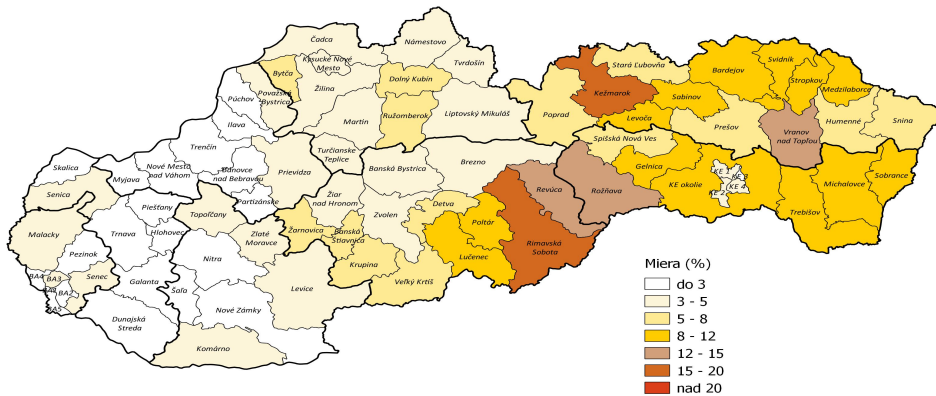 Čadca
Námestovo
Kysucké Nové
Mesto
Tvrdošín
Bytča
Dolný Kubín
Žilina
Považská
Bystrica
Púchov
Ružomberok
Liptovský Mikuláš
Martin
Ilava
Trenčín
Turčianske
Teplice
Stará Ľubovňa
Bardejov
Svidník
Stropkov
Medzilaborce
Kežmarok
Sabinov
Poprad
Levoča
Prešov
Vranov
nad Topľou
Humenné
Snina
Spišská Nová Ves
Gelnica
Rožňava
KE okolie
KE 1
KE 3
KE 4
KE 2
Michalovce
Sobrance
Trebišov
Skalica
Nové Mesto
nad Váhom
Bánovce
nad Bebravou
Prievidza
Banská Bystrica
Brezno
Senica
Myjava
Partizánske
Žiar
nad Hronom
Revúca
Piešťany
Topoľčany
Zvolen
Detva
Malacky
Trnava
Hlohovec
Zlaté
Moravce
Žarnovica
Banská
Štiavnica
Poltár
Rimavská
Sobota
Pezinok
Nitra
Krupina
Lučenec
BA4
BA3
Senec
Galanta
Šaľa
Levice
Veľký Krtíš
BA2
BA5
Nové Zámky
Dunajská
Streda
Komárno
Miera (%)
do 3
3 - 5
5 - 8
8 - 12
12 - 15
15 - 20
nad 20